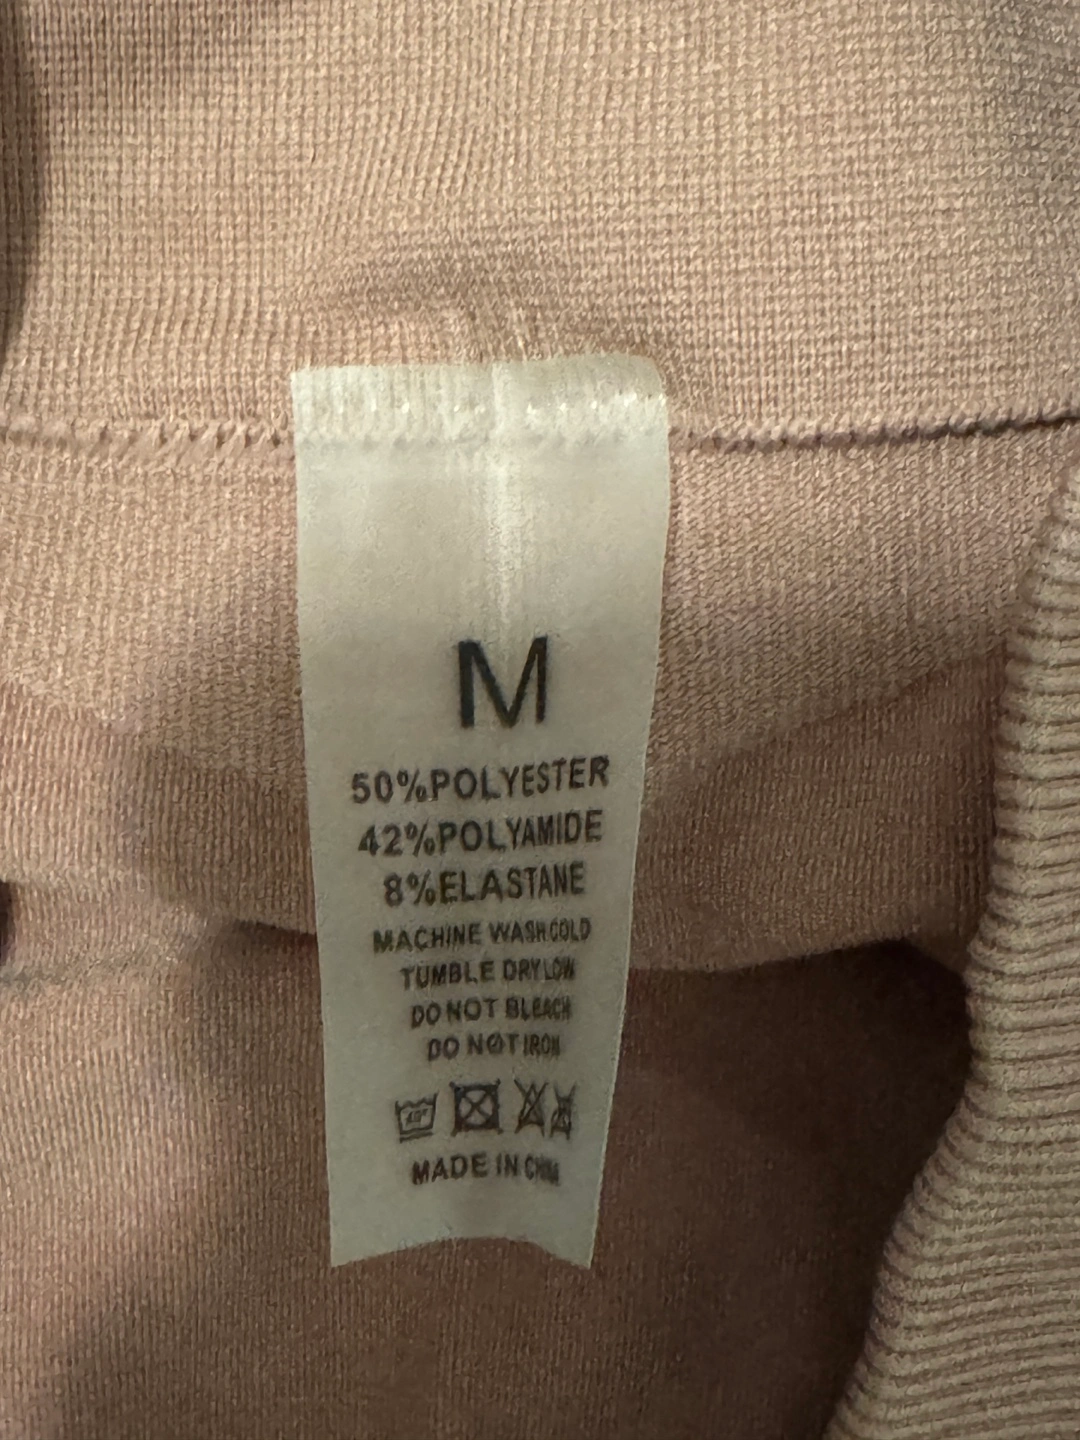 M
50%POLYESTER
42%POLYAMIDE
8%ELASTANE
MACHINE WASH COLD
TUMBLE DRY LOW
DO NOT BLEACH
DO NOT IRON
40°
MADE IN CHINA